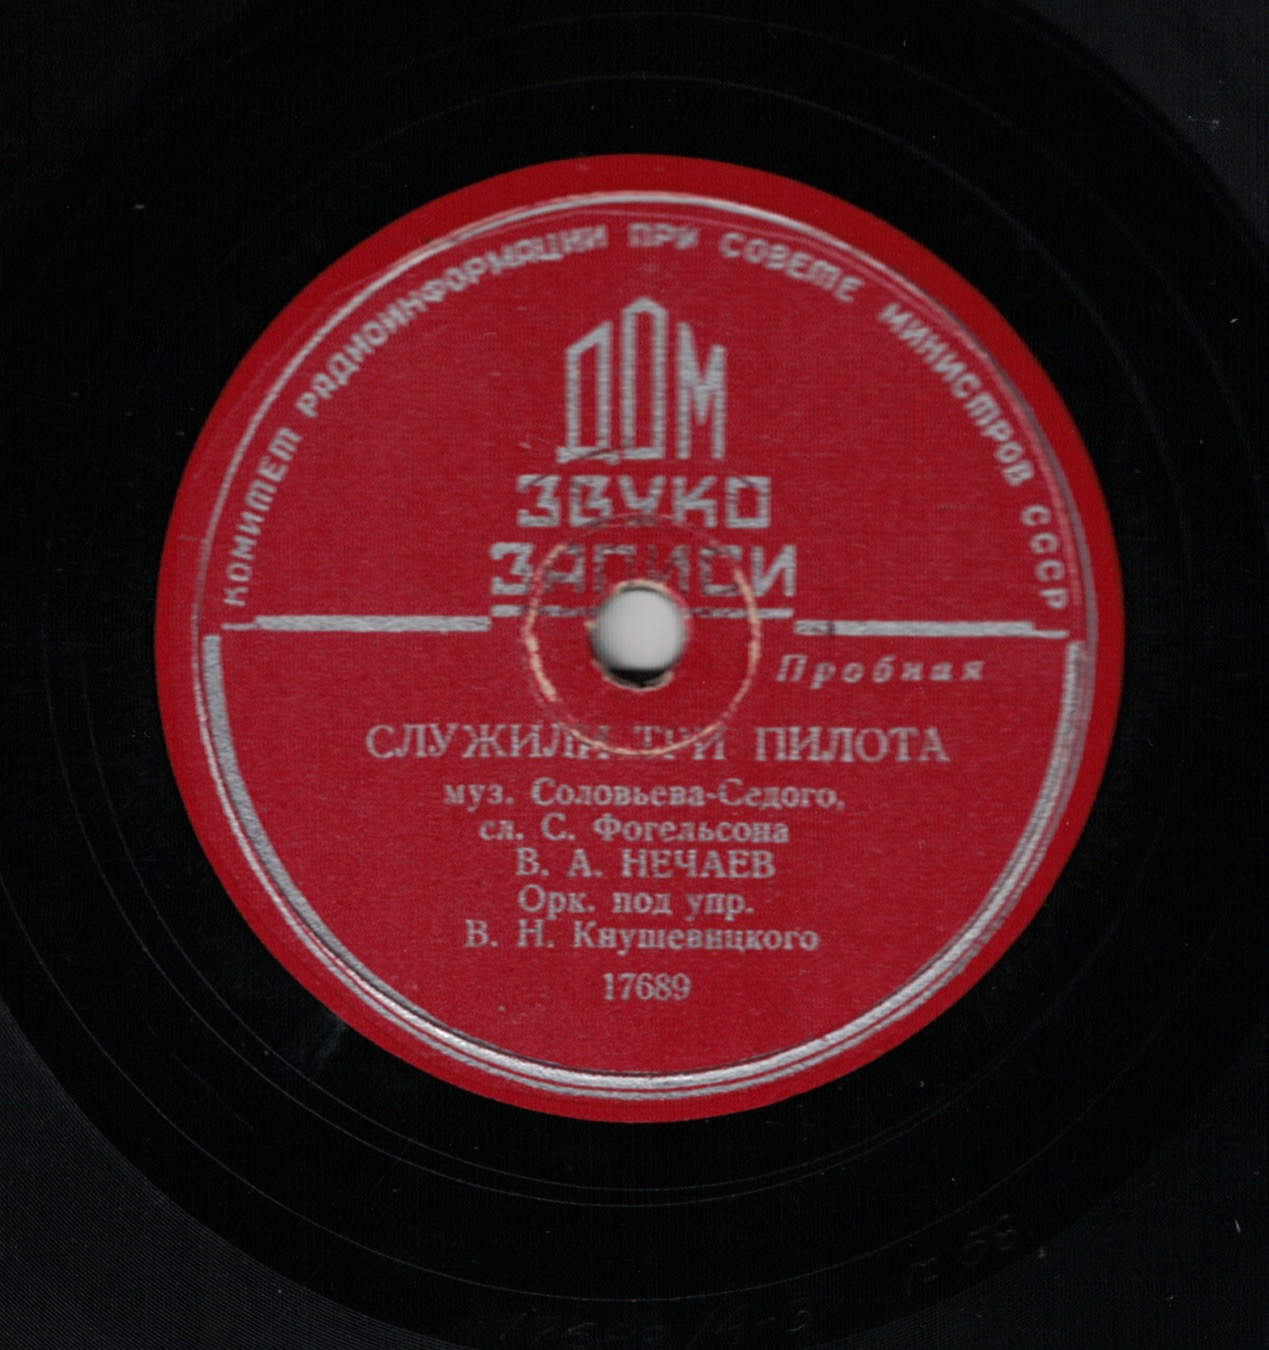 КОМИТЕТ РАДИОИНФОРМАЦИИ ПРИ СОВЕТЕ МИНИСТРОВ СССР
ДОМ
ЗВУКО
ЗАПИСИ
Пробная
СЛУЖИЛИ ТРИ ПИЛОТА
муз. Соловьева-Седого,
сл. С. Фогельсона
В. А. НЕЧАЕВ
Орк. под упр.
В. Н. Кнушевицкого
17689